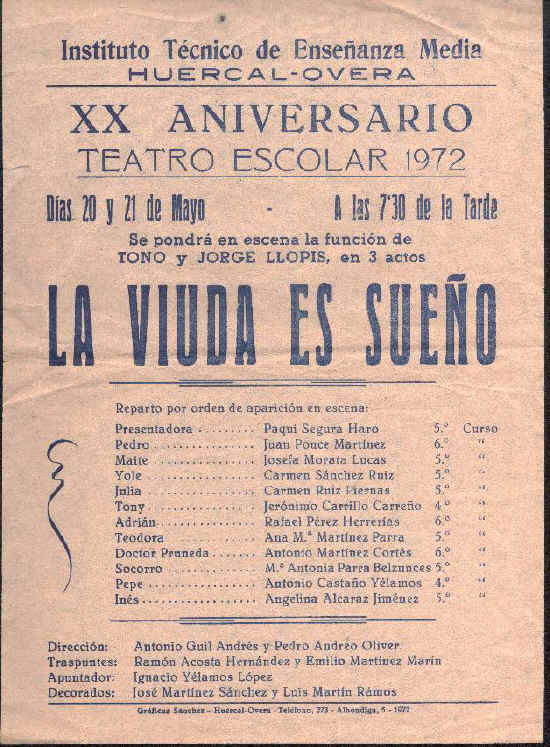 Instituto Técnico de Enseñanza Media
HUERCAL-OVERA
XX ANIVERSARIO
TEATRO ESCOLAR 1972
Días 20 y 21 de Mayo - A las 7'30 de la Tarde
Se pondrá en escena la función de
TONO y JORGE LLOPIS, en 3 actos
LA VIUDA ES SUEÑO
Reparto por orden de aparición en escena:
Presentadora ......... Paqui Segura Haro 5.º Curso
Pedro ................ Juan Ponce Martínez 6.º "
Maite ................ Josefa Morata Lucas 5.º "
Yole ................. Carmen Sánchez Ruiz 5.º "
Julia ................ Carmen Ruiz Piernas 5.º "
Tony ................. Jerónimo Carrillo Carreño 4.º "
Adrián ............... Rafael Pérez Herrerías 6.º "
Teodora .............. Ana M.ª Martínez Parra 5.º "
Doctor Pruneda ....... Antonio Martínez Cortés 6.º "
Socorro .............. M.ª Antonia Parra Belzunces 5.º "
Pepe ................. Antonio Castaño Yélamos 4.º "
Inés ................. Angelina Alcaraz Jiménez 5.º "
Dirección: Antonio Guil Andrés y Pedro Andréo Oliver.
Traspuntes: Ramón Acosta Hernández y Emilio Martínez Marín
Apuntador: Ignacio Yélamos López
Decorados: José Martínez Sánchez y Luis Martín Rámos
Gráficas Sánchez - Huercal-Overa - Teléfono, 273 - Alhondiga, 5 - 1972